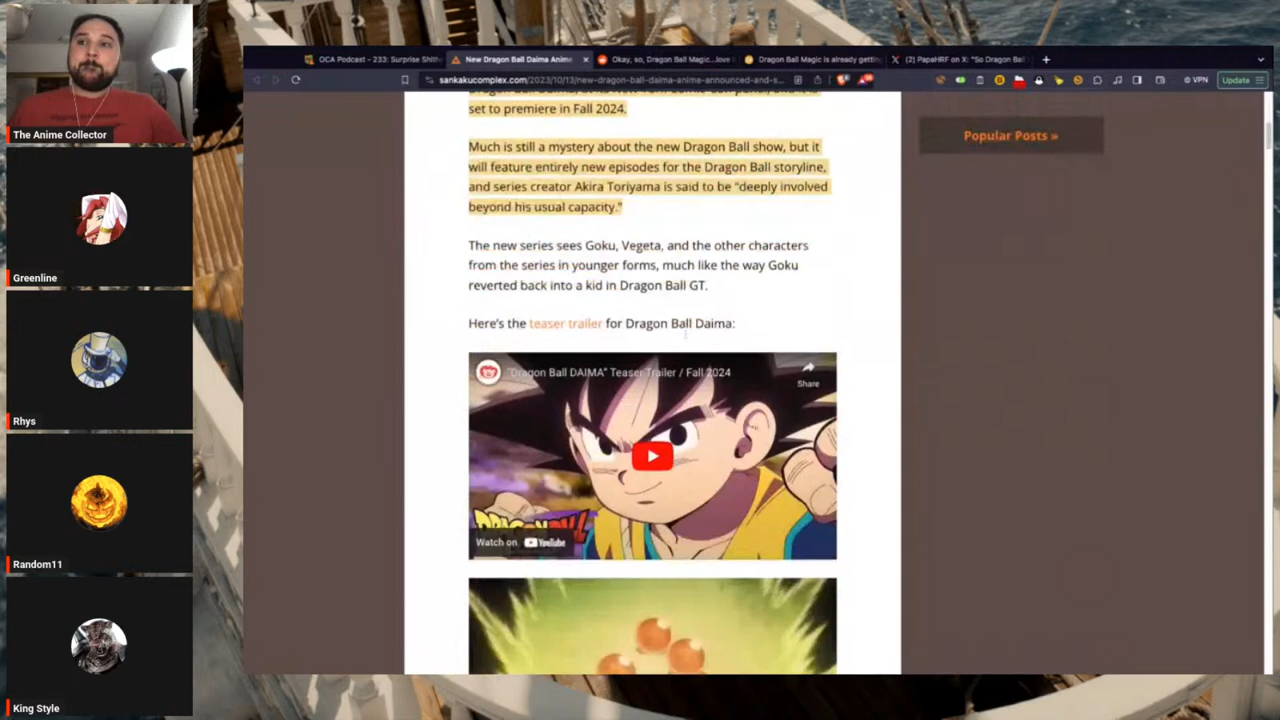 The Anime Collector
Greenline
Rhys
Random11
King Style
OCA Podcast - 233: Surprise Shit
New Dragon Ball Daima Anime
Okay, so, Dragon Ball Magic...love
Dragon Ball Magic is already getting
(2) PapaHRF on X: "So Dragon Bal
sankakucomplex.com/2023/10/13/new-dragon-ball-daima-anime-announced-and-s...
VPN
Update
set to premiere in Fall 2024.
Much is still a mystery about the new Dragon Ball show, but it
will feature entirely new episodes for the Dragon Ball storyline,
and series creator Akira Toriyama is said to be "deeply involved
beyond his usual capacity."
The new series sees Goku, Vegeta, and the other characters
from the series in younger forms, much like the way Goku
reverted back into a kid in Dragon Ball GT.
Here's the teaser trailer for Dragon Ball Daima:
"Dragon Ball DAIMA" Teaser Trailer / Fall 2024
Share
DRAGONBALL
Watch on YouTube
Popular Posts »